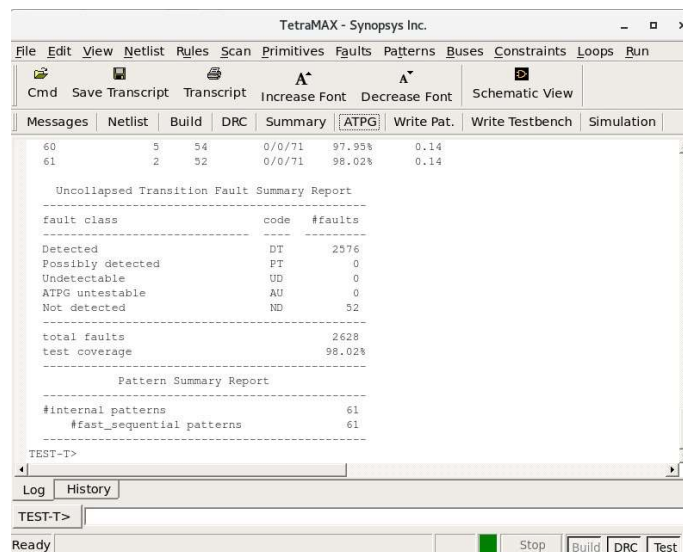 TetraMAX - Synopsys Inc.
File Edit View Netlist Rules Scan Primitives Faults Patterns Buses Constraints Loops Run
Cmd Save Transcript Transcript Increase Font Decrease Font Schematic View
Messages Netlist Build DRC Summary ATPG Write Pat. Write Testbench Simulation
60 5 54 0/0/71 97.95% 0.14
61 2 52 0/0/71 98.02% 0.14
Uncollapsed Transition Fault Summary Report
-----------------------------------------------
fault class code #faults
------------------------------ ---- ---------
Detected DT 2576
Possibly detected PT 0
Undetectable UD 0
ATPG untestable AU 0
Not detected ND 52
-----------------------------------------------
total faults 2628
test coverage 98.02%
-----------------------------------------------
Pattern Summary Report
-----------------------------------------------
#internal patterns 61
#fast_sequential patterns 61
-----------------------------------------------
TEST-T>
Log History
TEST-T>
Ready Stop Build DRC Test